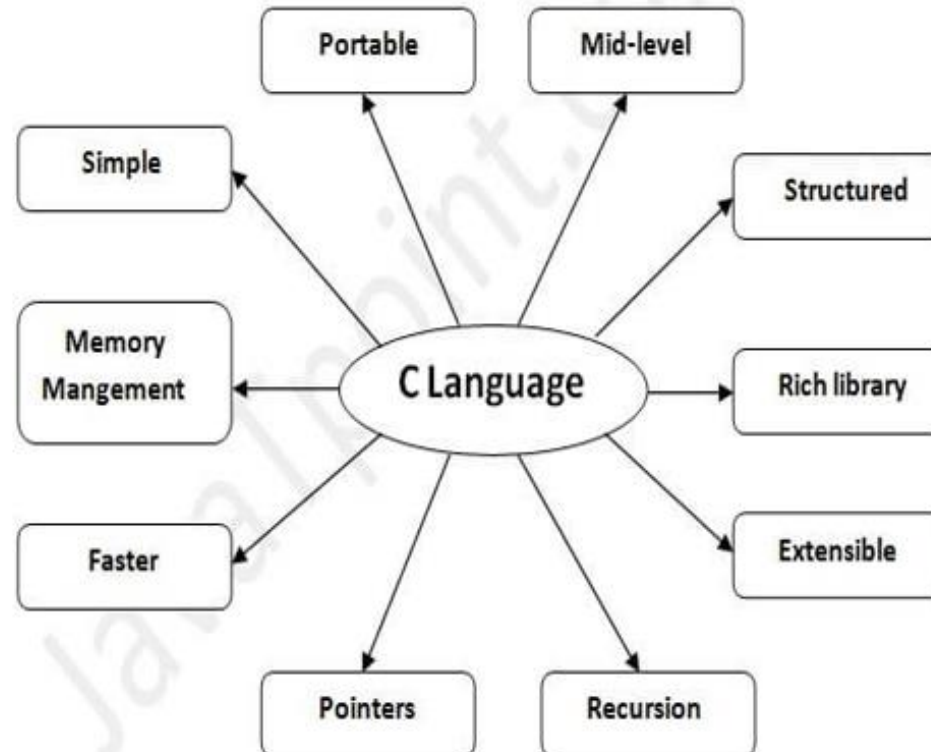 Portable
Mid-level
Simple
Structured
Memory
Mangement
C Language
Rich library
Faster
Extensible
Pointers
Recursion